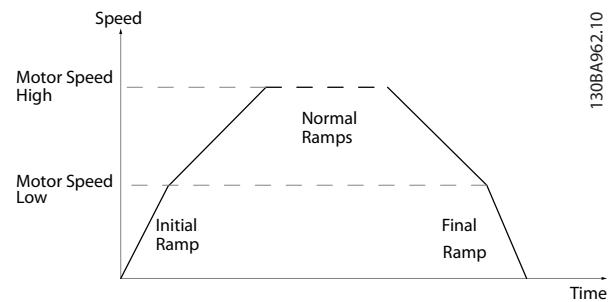 Speed
130BA962.10
Motor Speed
High
Normal
Ramps
Motor Speed
Low
Initial
Ramp
Final
Ramp
Time